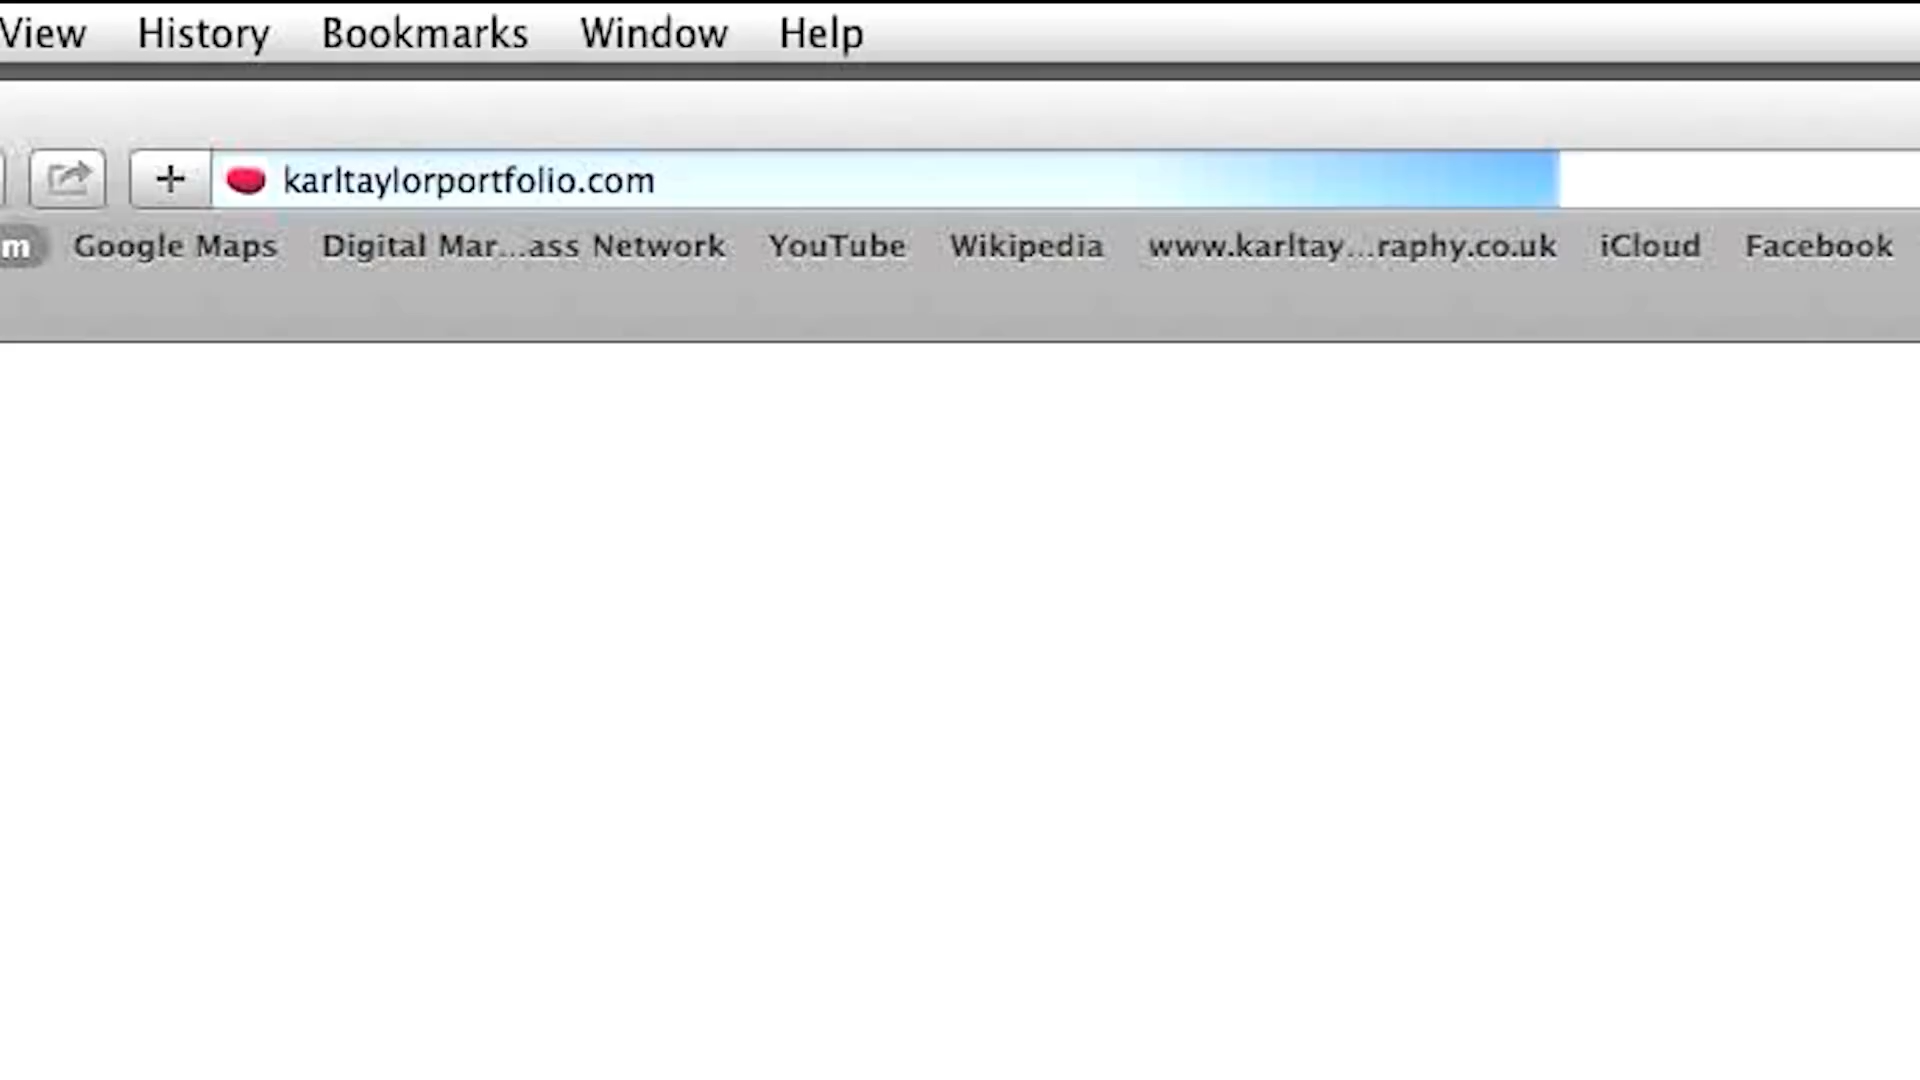 View History Bookmarks Window Help
karltaylorportfolio.com
m Google Maps Digital Mar...ass Network YouTube Wikipedia www.karltay...raphy.co.uk iCloud Facebook